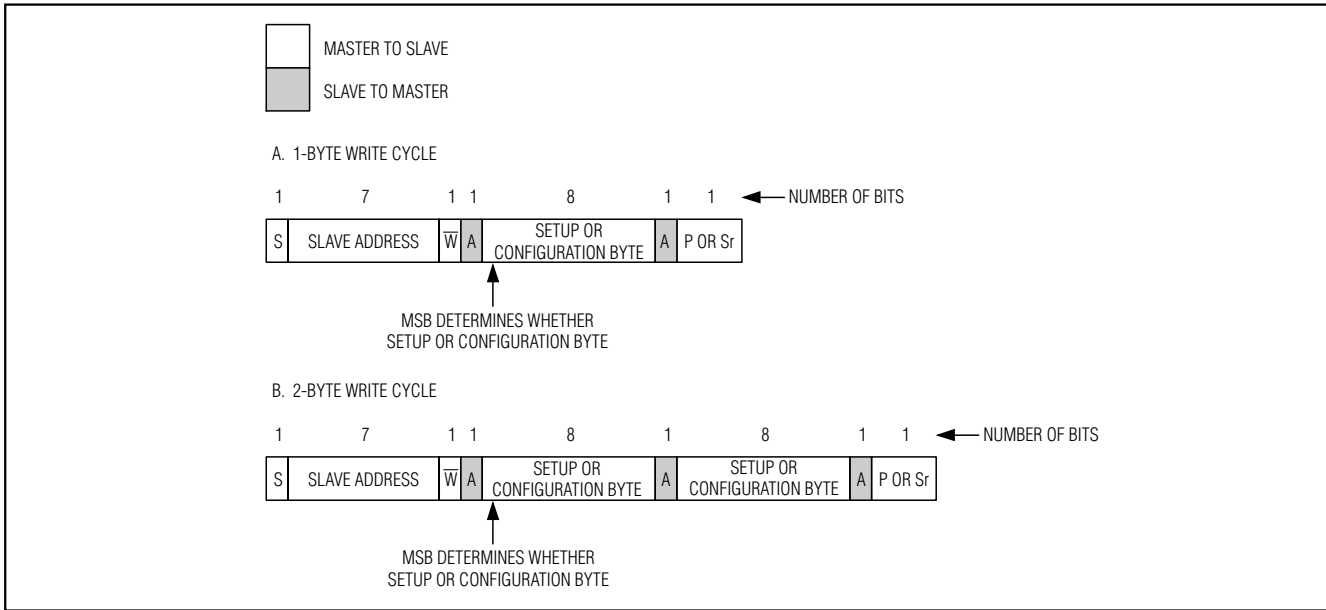 MASTER TO SLAVE
SLAVE TO MASTER
A. 1-BYTE WRITE CYCLE
1 7 1 1 8 1 1 NUMBER OF BITS
S SLAVE ADDRESS W̅ A SETUP OR CONFIGURATION BYTE A P OR Sr
MSB DETERMINES WHETHER
SETUP OR CONFIGURATION BYTE
B. 2-BYTE WRITE CYCLE
1 7 1 1 8 1 8 1 1 NUMBER OF BITS
S SLAVE ADDRESS W̅ A SETUP OR CONFIGURATION BYTE A SETUP OR CONFIGURATION BYTE A P OR Sr
MSB DETERMINES WHETHER
SETUP OR CONFIGURATION BYTE